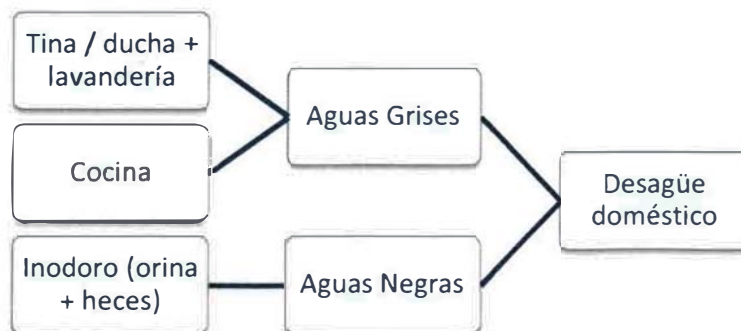 Tina / ducha +
lavandería
Cocina
Inodoro (orina
+ heces)
Aguas Grises
Aguas Negras
Desagüe
doméstico